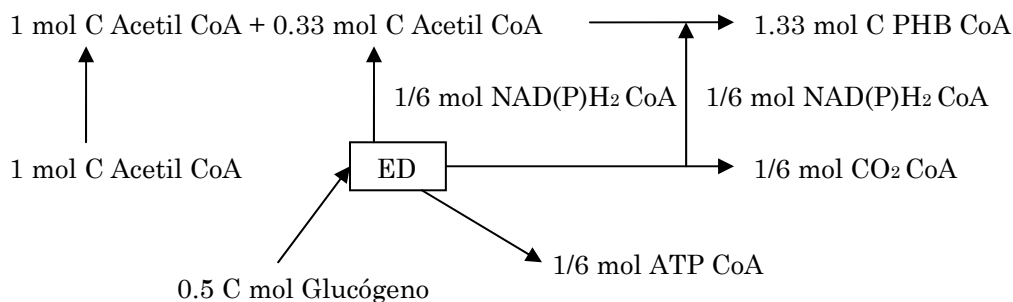 1 mol C Acetil CoA + 0.33 mol C Acetil CoA 1.33 mol C PHB CoA
1/6 mol NAD(P)H₂ CoA 1/6 mol NAD(P)H₂ CoA
1 mol C Acetil CoA ED 1/6 mol CO₂ CoA
1/6 mol ATP CoA
0.5 C mol Glucógeno